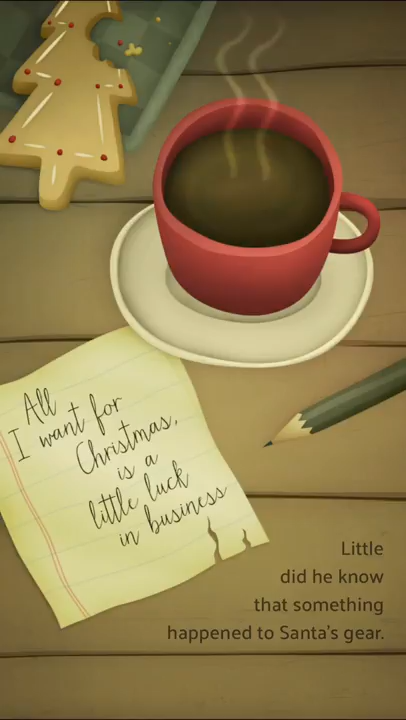 All
I want for
Christmas,
is a
little luck
in business
Little
did he know
that something
happened to Santa's gear.